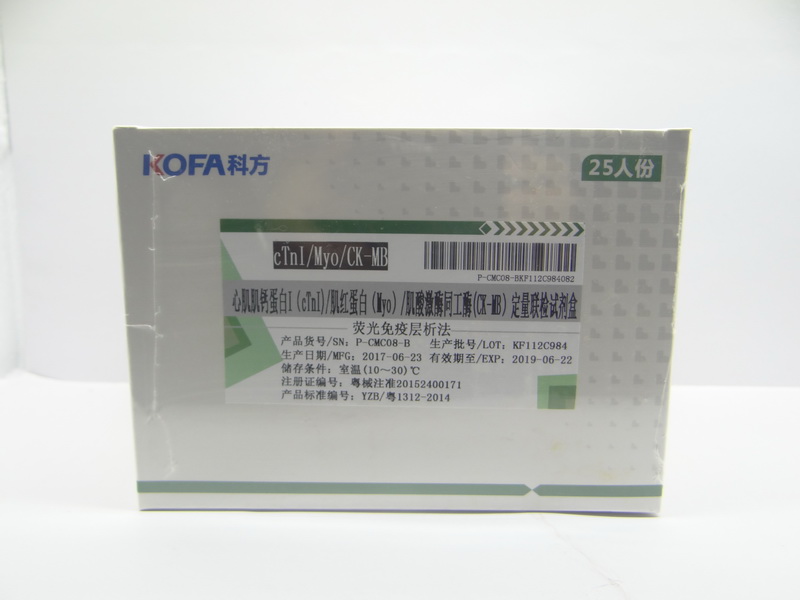 KOFA科方
25人份
cTnI/Myo/CK-MB
P-CMC08-BKF112C984082
心肌肌钙蛋白I(cTnI)/肌红蛋白(Myo)/肌酸激酶同工酶(CK-MB)定量联检试剂盒
荧光免疫层析法
产品货号/SN: P-CMC08-B 生产批号/LOT: KF112C984
生产日期/MFG: 2017-06-23 有效期至/EXP: 2019-06-22
储存条件: 室温(10～30)℃
注册证编号: 粤械注准20152400171
产品标准编号: YZB/粤1312-2014